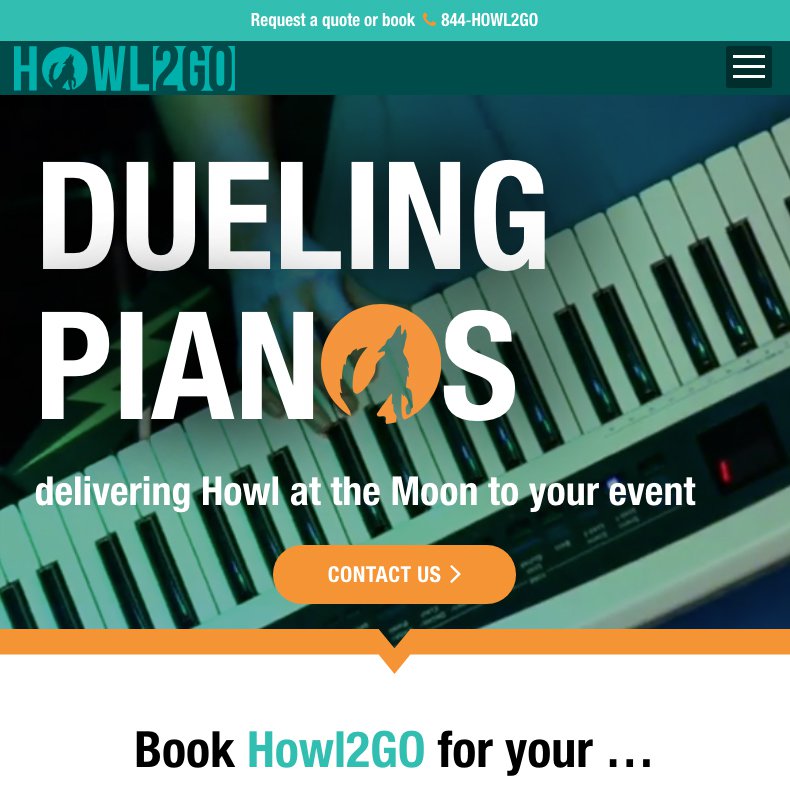 Request a quote or book 844-HOWL2GO
HOWL2GO
DUELING
PIANOS
delivering Howl at the Moon to your event
CONTACT US
Book Howl2GO for your …